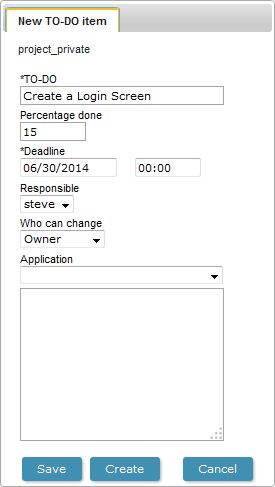 New TO-DO item
project_private
*TO-DO
Create a Login Screen
Percentage done
15
*Deadline
06/30/2014 00:00
Responsible
steve
Who can change
Owner
Application
Save Create Cancel